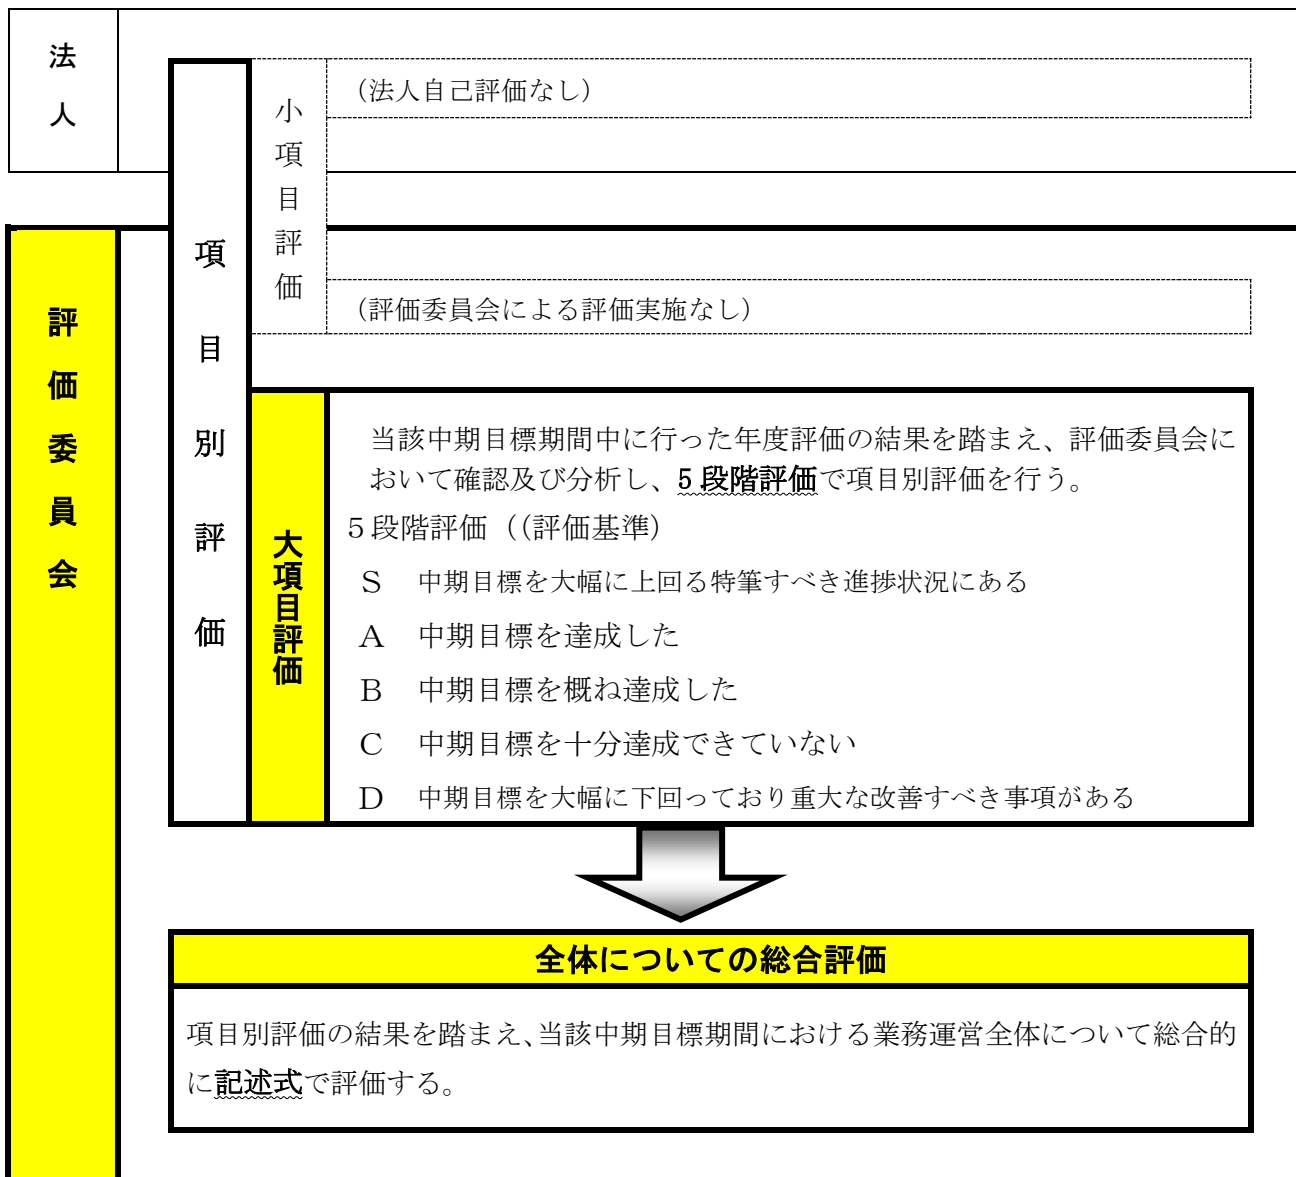 法人
項目別評価
小項目評価
（法人自己評価なし）
評価委員会
（評価委員会による評価実施なし）
大項目評価
当該中期目標期間中に行った年度評価の結果を踏まえ、評価委員会に
おいて確認及び分析し、５段階評価で項目別評価を行う。
５段階評価（(評価基準）
Ｓ　中期目標を大幅に上回る特筆すべき進捗状況にある
Ａ　中期目標を達成した
Ｂ　中期目標を概ね達成した
Ｃ　中期目標を十分達成できていない
Ｄ　中期目標を大幅に下回っており重大な改善すべき事項がある
全体についての総合評価
項目別評価の結果を踏まえ、当該中期目標期間における業務運営全体について総合的
に記述式で評価する。